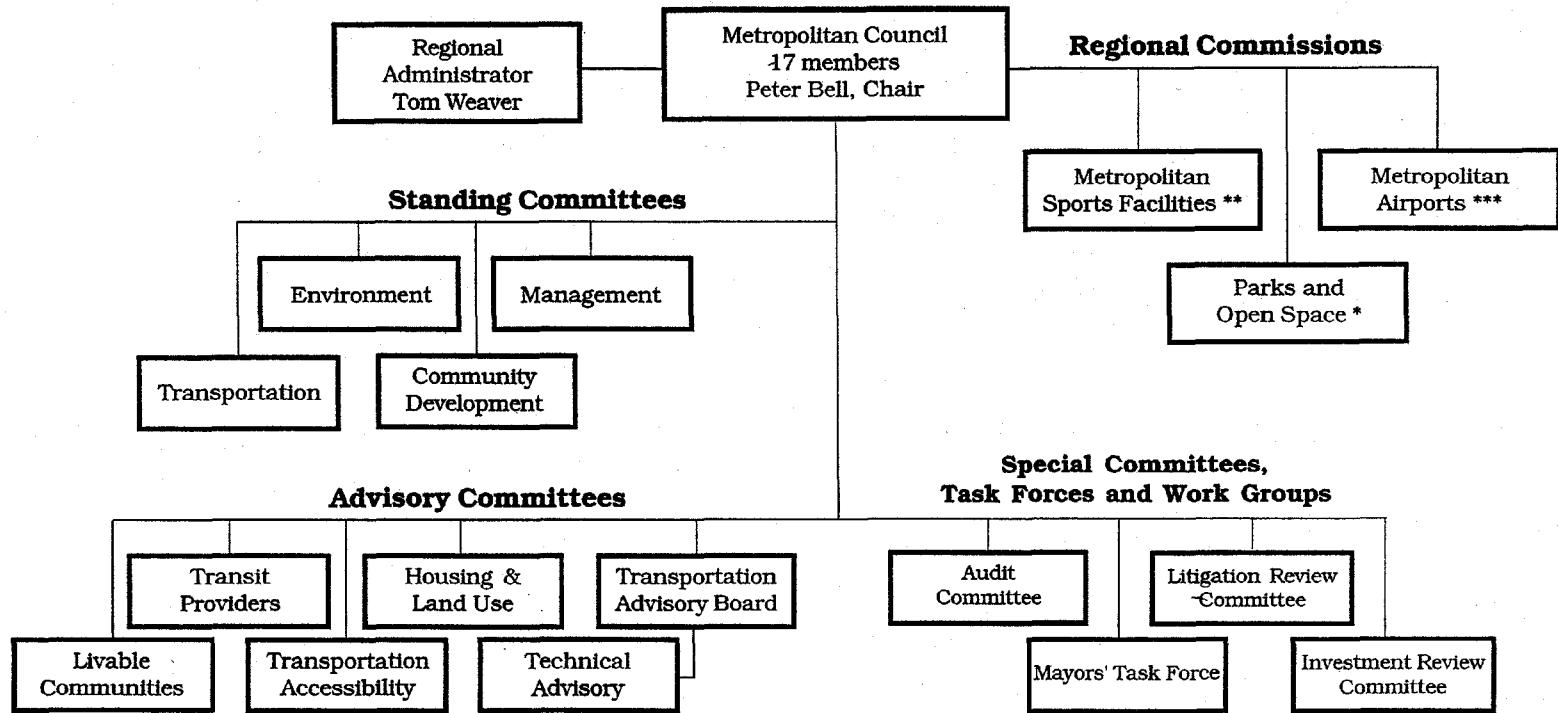 Regional
Administrator
Tom Weaver
Metropolitan Council
17 members
Peter Bell, Chair
Regional Commissions
Metropolitan
Sports Facilities **
Metropolitan
Airports ***
Parks and
Open Space *
Standing Committees
Environment
Management
Transportation
Community
Development
Advisory Committees
Transit
Providers
Housing &
Land Use
Transportation
Advisory Board
Livable
Communities
Transportation
Accessibility
Technical
Advisory
Special Committees,
Task Forces and Work Groups
Audit
Committee
Litigation Review
Committee
Mayors' Task Force
Investment Review
Committee